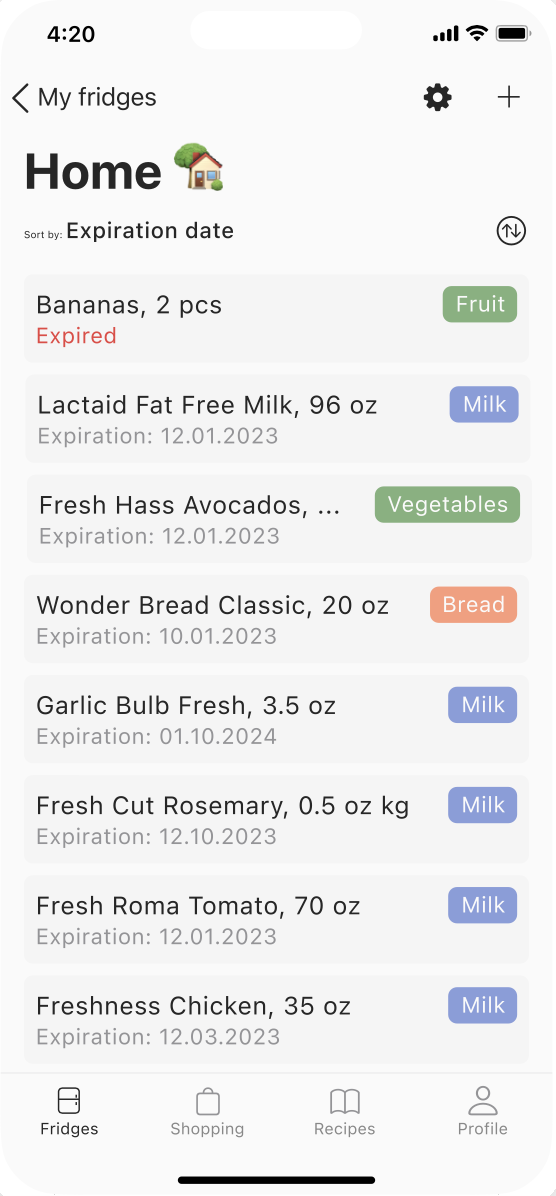 4:20
My fridges
Home
Sort by: Expiration date
Bananas, 2 pcs Fruit
Expired
Lactaid Fat Free Milk, 96 oz Milk
Expiration: 12.01.2023
Fresh Hass Avocados, ... Vegetables
Expiration: 12.01.2023
Wonder Bread Classic, 20 oz Bread
Expiration: 10.01.2023
Garlic Bulb Fresh, 3.5 oz Milk
Expiration: 01.10.2024
Fresh Cut Rosemary, 0.5 oz kg Milk
Expiration: 12.10.2023
Fresh Roma Tomato, 70 oz Milk
Expiration: 12.01.2023
Freshness Chicken, 35 oz Milk
Expiration: 12.03.2023
Fridges Shopping Recipes Profile